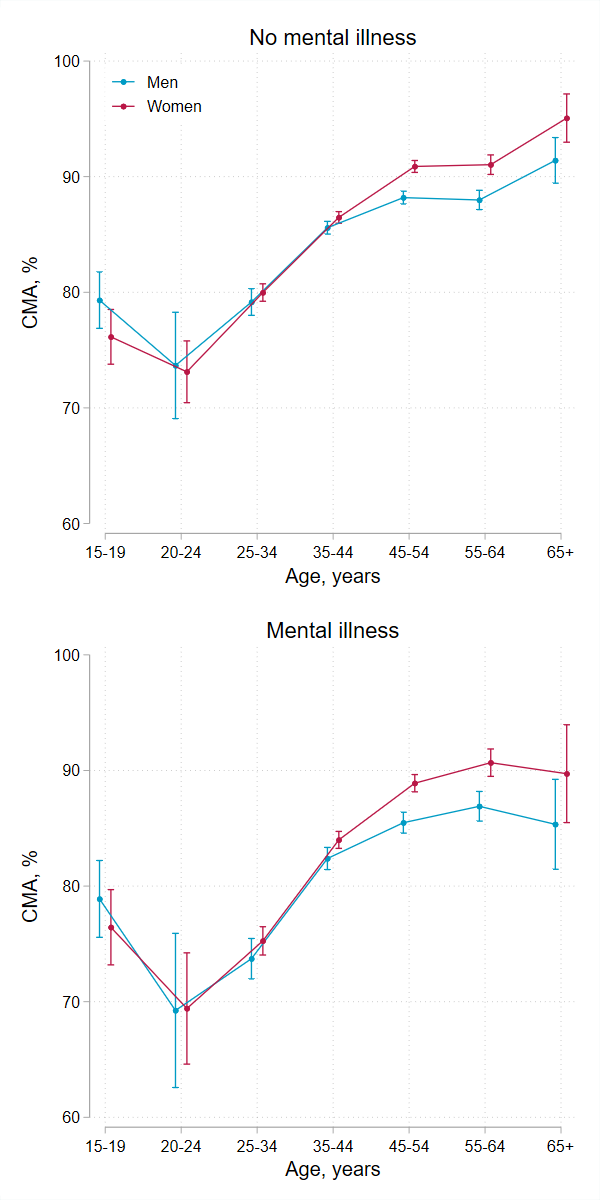 No mental illness
100
Men
Women
90
80
70
60
CMA, %
15-19 20-24 25-34 35-44 45-54 55-64 65+
Age, years
Mental illness
100
90
80
70
60
CMA, %
15-19 20-24 25-34 35-44 45-54 55-64 65+
Age, years